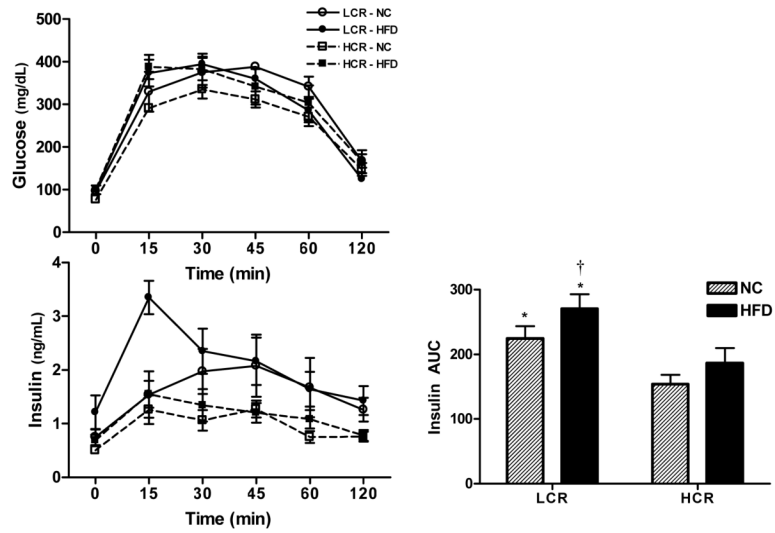 LCR - NC
LCR - HFD
HCR - NC
HCR - HFD
500
400
300
200
100
0
Glucose (mg/dL)
0 15 30 45 60 120
Time (min)
4
3
2
1
0
Insulin (ng/mL)
0 15 30 45 60 120
Time (min)
NC
HFD
†
*
*
300
200
100
0
Insulin AUC
LCR HCR